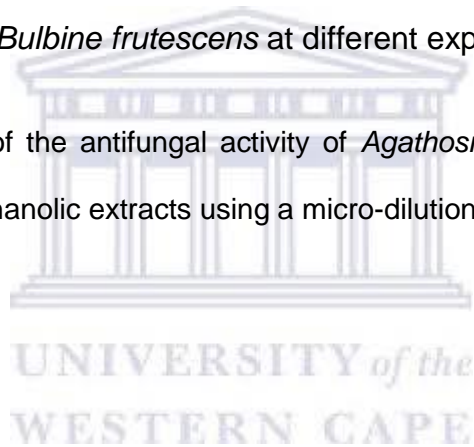 Bulbine frutescens at different exp
of the antifungal activity of Agathos
hanolic extracts using a micro-dilution
UNIVERSITY of the
WESTERN CAPE